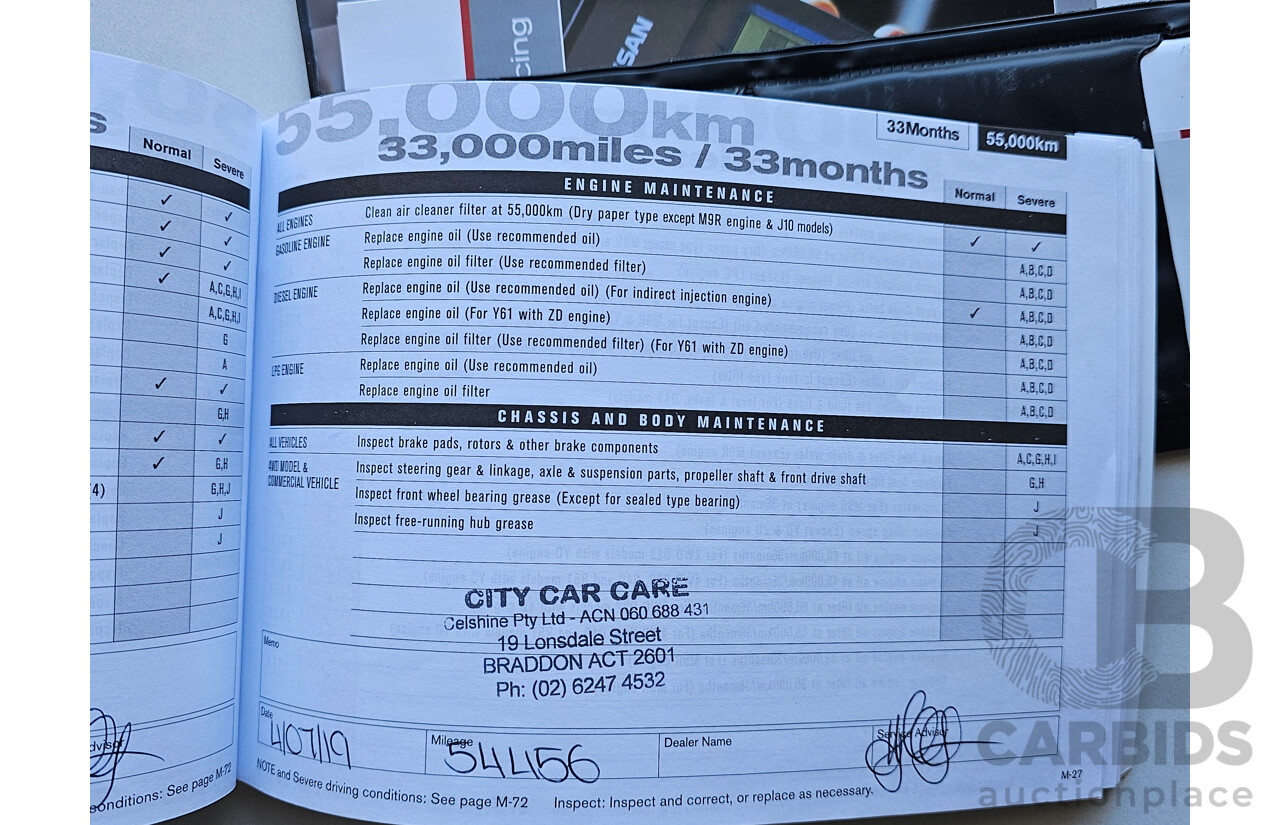 cing
SAN
s
Normal Severe
✓ ✓
✓ ✓
✓ ✓
✓ A,C,G,H,I
A,C,G,H,I
G
A
✓ ✓
G,H
✓ ✓
✓ G,H
4) G,H,J
J
J
dvisor
onditions: See page M-72
55,000km
33,000miles / 33months
33Months 55,000km
ENGINE MAINTENANCE Normal Severe
ALL ENGINES Clean air cleaner filter at 55,000km (Dry paper type except M9R engine & J10 models) ✓ ✓
GASOLINE ENGINE Replace engine oil (Use recommended oil) A,B,C,D
Replace engine oil filter (Use recommended filter) A,B,C,D
DIESEL ENGINE Replace engine oil (Use recommended oil) (For indirect injection engine) ✓ A,B,C,D
Replace engine oil (For Y61 with ZD engine) A,B,C,D
Replace engine oil filter (Use recommended filter) (For Y61 with ZD engine) A,B,C,D
LPG ENGINE Replace engine oil (Use recommended oil) A,B,C,D
Replace engine oil filter A,B,C,D
CHASSIS AND BODY MAINTENANCE
ALL VEHICLES Inspect brake pads, rotors & other brake components A,C,G,H,I
4WD MODEL & COMMERCIAL VEHICLE Inspect steering gear & linkage, axle & suspension parts, propeller shaft & front drive shaft G,H
Inspect front wheel bearing grease (Except for sealed type bearing) J
Inspect free-running hub grease J
CITY CAR CARE
Celshine Pty Ltd - ACN 060 688 431
19 Lonsdale Street
BRADDON ACT 2601
Ph: (02) 6247 4532
Memo
Date 4/07/19 Mileage 54456 Dealer Name Service Advisor
NOTE and Severe driving conditions: See page M-72 Inspect: Inspect and correct, or replace as necessary.
M-27
CB
CARBIDS
auctionplace